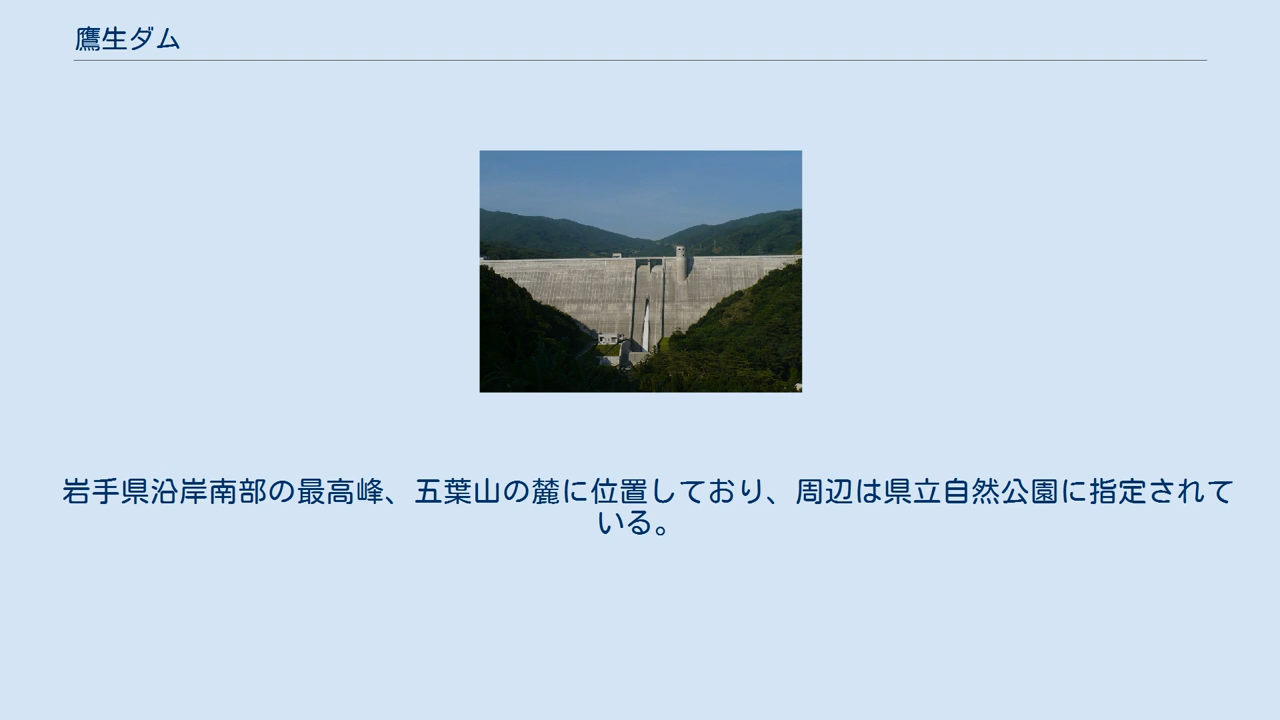 鷹生ダム
岩手県沿岸南部の最高峰、五葉山の麓に位置しており、周辺は県立自然公園に指定されて
いる。